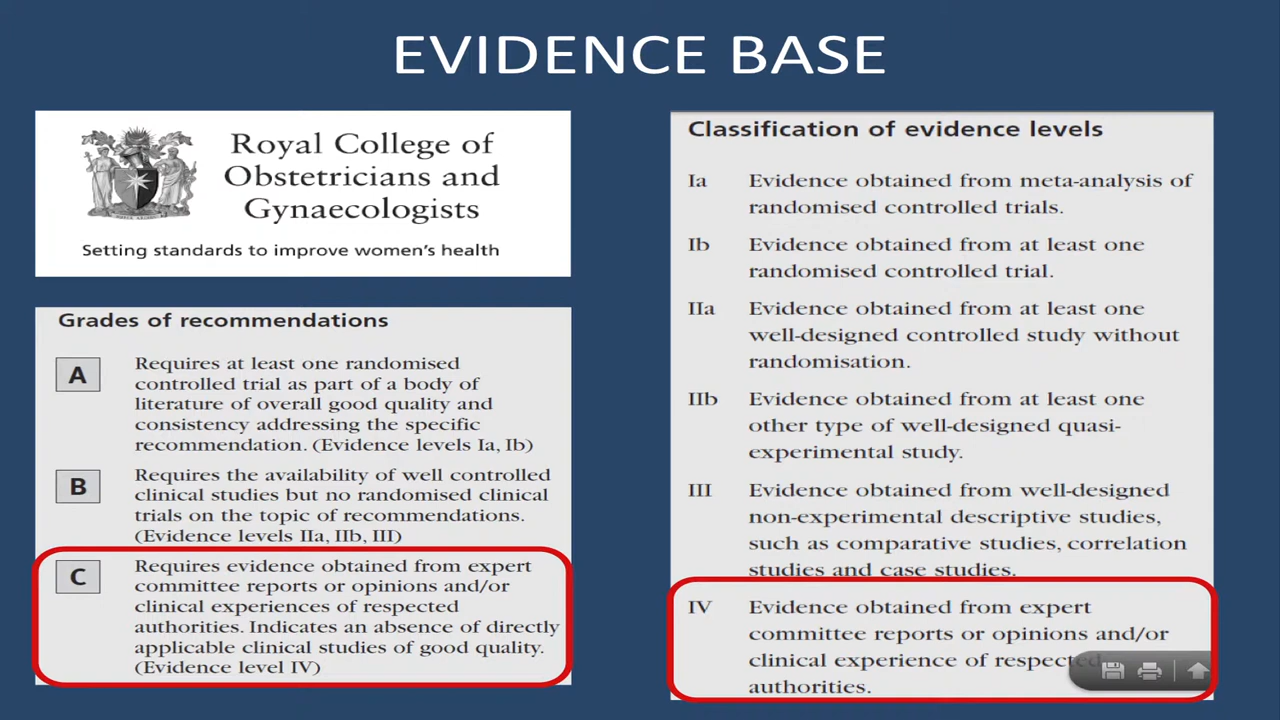 EVIDENCE BASE
Royal College of
Obstetricians and
Gynaecologists
Setting standards to improve women's health
Grades of recommendations
A
Requires at least one randomised
controlled trial as part of a body of
literature of overall good quality and
consistency addressing the specific
recommendation. (Evidence levels Ia, Ib)
B
Requires the availability of well controlled
clinical studies but no randomised clinical
trials on the topic of recommendations.
(Evidence levels IIa, IIb, III)
C
Requires evidence obtained from expert
committee reports or opinions and/or
clinical experiences of respected
authorities. Indicates an absence of directly
applicable clinical studies of good quality.
(Evidence level IV)
Classification of evidence levels
Ia Evidence obtained from meta-analysis of
randomised controlled trials.
Ib Evidence obtained from at least one
randomised controlled trial.
IIa Evidence obtained from at least one
well-designed controlled study without
randomisation.
IIb Evidence obtained from at least one
other type of well-designed quasi-
experimental study.
III Evidence obtained from well-designed
non-experimental descriptive studies,
such as comparative studies, correlation
studies and case studies.
IV Evidence obtained from expert
committee reports or opinions and/or
clinical experience of respected
authorities.